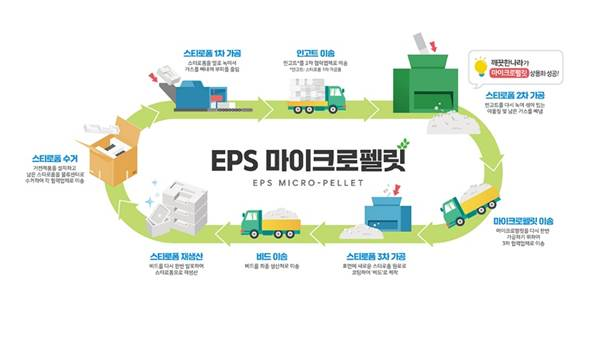 스티로폼 1차 가공
스티로폼을 열로 녹여서
가스를 빼내며 부피를 줄임
인고트 이송
인고트*를 2차 협력업체로 이송
*인고트: 스티로폼 1차 가공품
깨끗한나라가
마이크로펠릿 상용화 성공!
스티로폼 2차 가공
인고트를 다시 녹여 섞여 있는
이물질 및 남은 가스를 빼냄
스티로폼 수거
가전제품을 설치하고
남은 스티로폼을 물류센터로
수거하여 각 협력업체로 이송
EPS 마이크로펠릿
EPS MICRO-PELLET
마이크로펠릿 이송
마이크로펠릿을 다시 한번
가공하기 위하여
3차 협력업체로 이송
스티로폼 재생산
비드를 다시 한번 발포하여
스티로폼으로 재생산
비드 이송
비드를 최종 생산처로 이송
스티로폼 3차 가공
표면에 새로운 스티로폼 원료로
코팅하여 '비드'로 제작